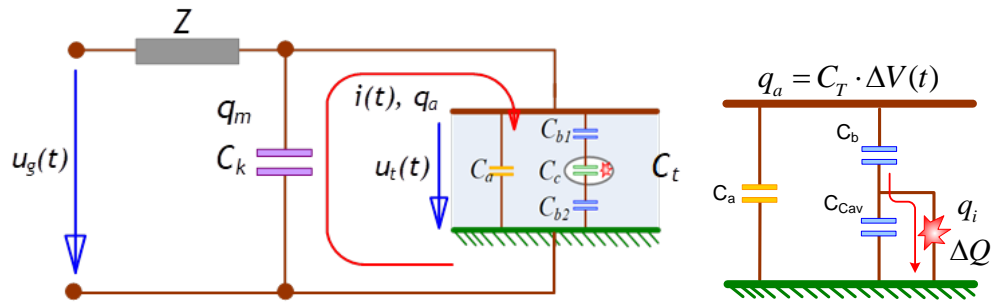 Z
i(t), q_a
q_m
C_k
u_g(t)
u_t(t)
C_a
C_b1
C_c
C_b2
C_t
q_a = C_T · ΔV(t)
C_b
C_a
C_Cav
q_i
ΔQ